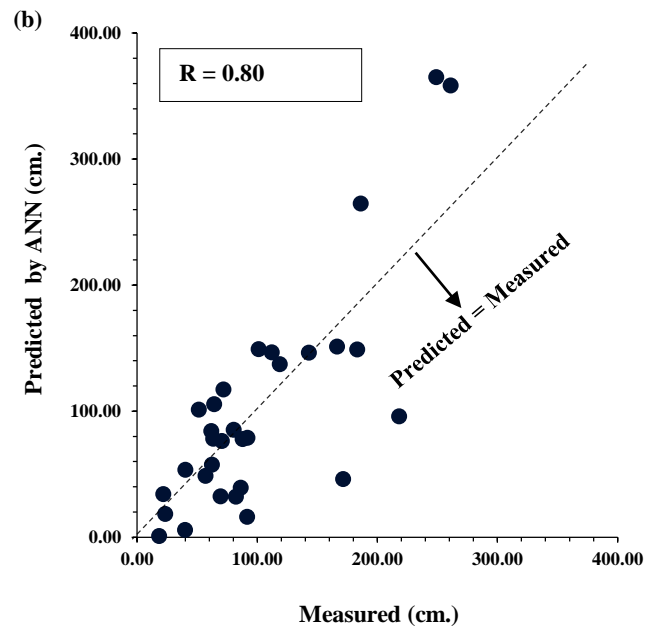 (b)
400.00
R = 0.80
300.00
200.00
100.00
0.00
Predicted by ANN (cm.)
Predicted = Measured
0.00 100.00 200.00 300.00 400.00
Measured (cm.)